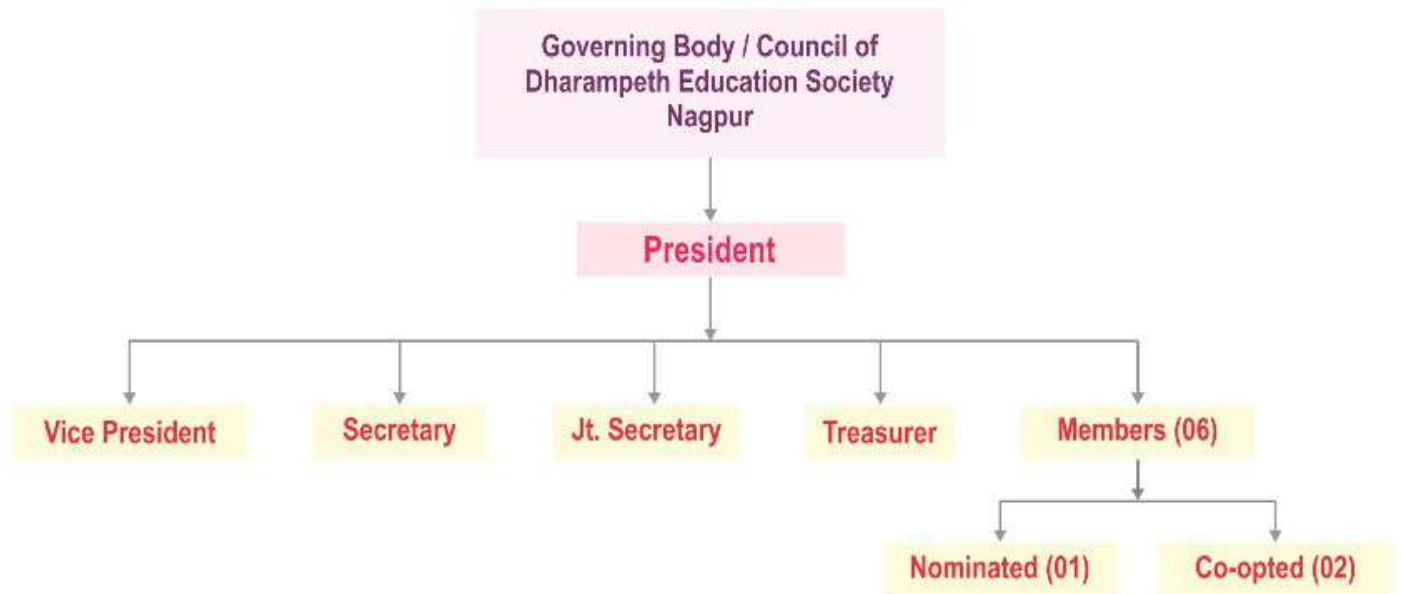 Governing Body / Council of
Dharampeth Education Society
Nagpur
President
Vice President
Secretary
Jt. Secretary
Treasurer
Members (06)
Nominated (01)
Co-opted (02)